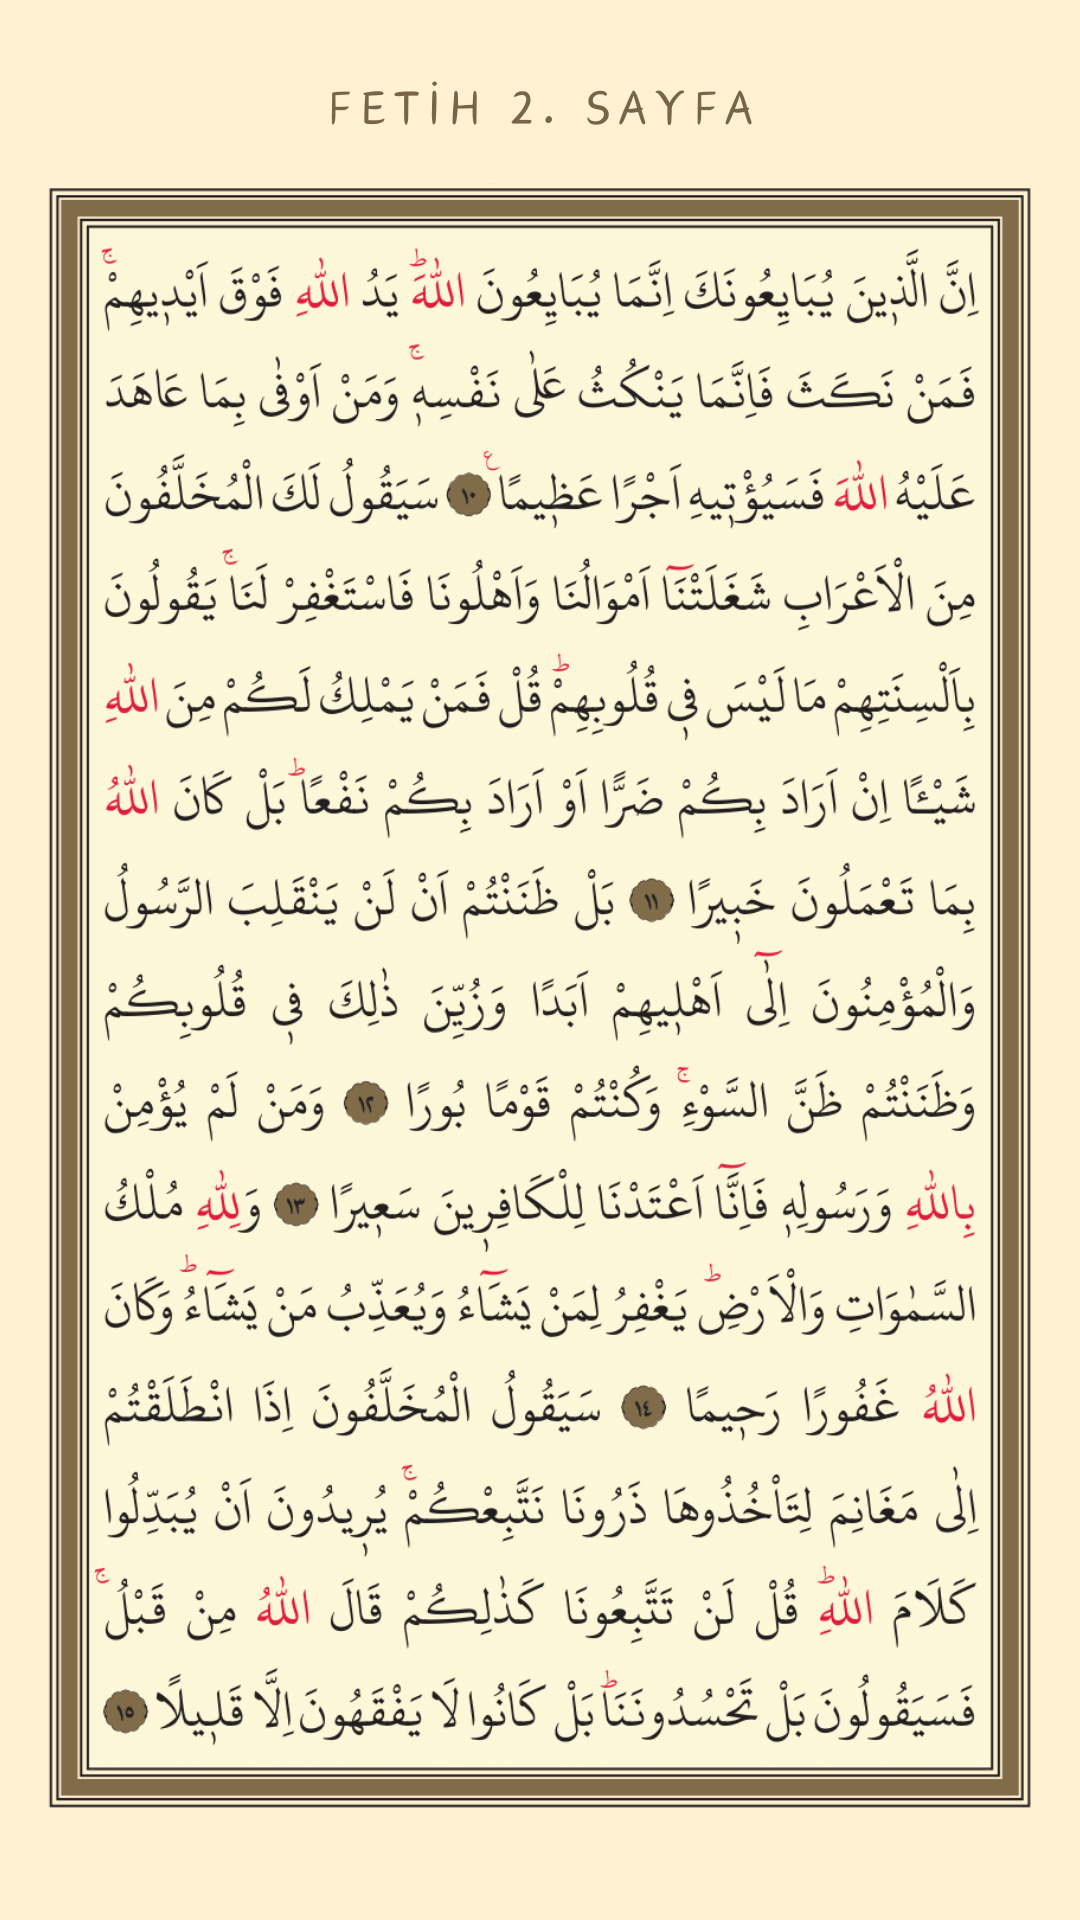 FETİH 2. SAYFA
اِنَّ الَّذ۪ينَ يُبَايِعُونَكَ اِنَّمَا يُبَايِعُونَ اللّٰهَۜ يَدُ اللّٰهِ فَوْقَ اَيْد۪يهِمْۚ
فَمَنْ نَكَثَ فَاِنَّمَا يَنْكُثُ عَلٰى نَفْسِه۪ۚ وَمَنْ اَوْفٰى بِمَا عَاهَدَ
عَلَيْهُ اللّٰهَ فَسَيُؤْت۪يهِ اَجْرًا عَظ۪يمًاۚ ع ١٠ سَيَقُولُ لَكَ الْمُخَلَّفُونَ
مِنَ الْاَعْرَابِ شَغَلَتْنَٓا اَمْوَالُنَا وَاَهْلُونَا فَاسْتَغْفِرْ لَنَاۚ يَقُولُونَ
بِاَلْسِنَتِهِمْ مَا لَيْسَ ف۪ي قُلُوبِهِمْۜ قُلْ فَمَنْ يَمْلِكُ لَكُمْ مِنَ اللّٰهِ
شَيْـًٔا اِنْ اَرَادَ بِكُمْ ضَرًّا اَوْ اَرَادَ بِكُمْ نَفْعًاۜ بَلْ كَانَ اللّٰهُ
بِمَا تَعْمَلُونَ خَب۪يرًا ١١ بَلْ ظَنَنْتُمْ اَنْ لَنْ يَنْقَلِبَ الرَّسُولُ
وَالْمُؤْمِنُونَ اِلٰٓى اَهْل۪يهِمْ اَبَدًا وَزُيِّنَ ذٰلِكَ ف۪ي قُلُوبِكُمْ
وَظَنَنْتُمْ ظَنَّ السَّوْءِۚ وَكُنْتُمْ قَوْمًا بُورًا ١٢ وَمَنْ لَمْ يُؤْمِنْ
بِاللّٰهِ وَرَسُولِه۪ فَاِنَّٓا اَعْتَدْنَا لِلْكَافِر۪ينَ سَع۪يرًا ١٣ وَلِلّٰهِ مُلْكُ
السَّمٰوَاتِ وَالْاَرْضِۜ يَغْفِرُ لِمَنْ يَشَٓاءُ وَيُعَذِّبُ مَنْ يَشَٓاءُۜ وَكَانَ
اللّٰهُ غَفُورًا رَح۪يمًا ١٤ سَيَقُولُ الْمُخَلَّفُونَ اِذَا انْطَلَقْتُمْ
اِلٰى مَغَانِمَ لِتَاْخُذُوهَا ذَرُونَا نَتَّبِعْكُمْۚ يُر۪يدُونَ اَنْ يُبَدِّلُوا
كَلَامَ اللّٰهِۜ قُلْ لَنْ تَتَّبِعُونَا كَذٰلِكُمْ قَالَ اللّٰهُ مِنْ قَبْلُۚ
فَسَيَقُولُونَ بَلْ تَحْسُدُونَنَاۜ بَلْ كَانُوا لَا يَفْقَهُونَ اِلَّا قَل۪يلًا ١٥